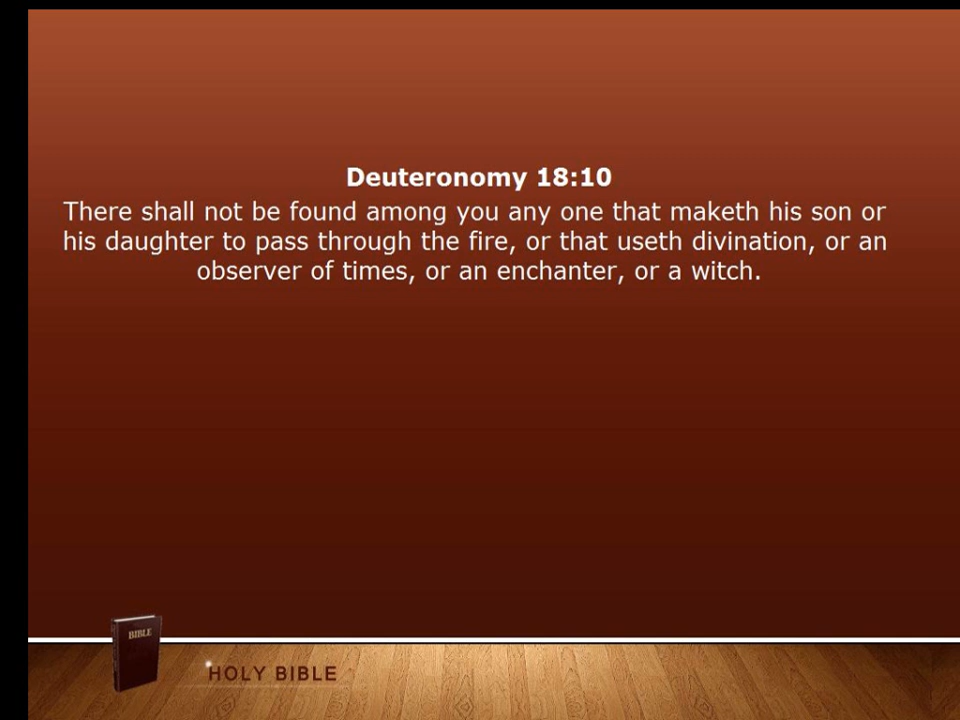 Deuteronomy 18:10
There shall not be found among you any one that maketh his son or
his daughter to pass through the fire, or that useth divination, or an
observer of times, or an enchanter, or a witch.
BIBLE
HOLY BIBLE